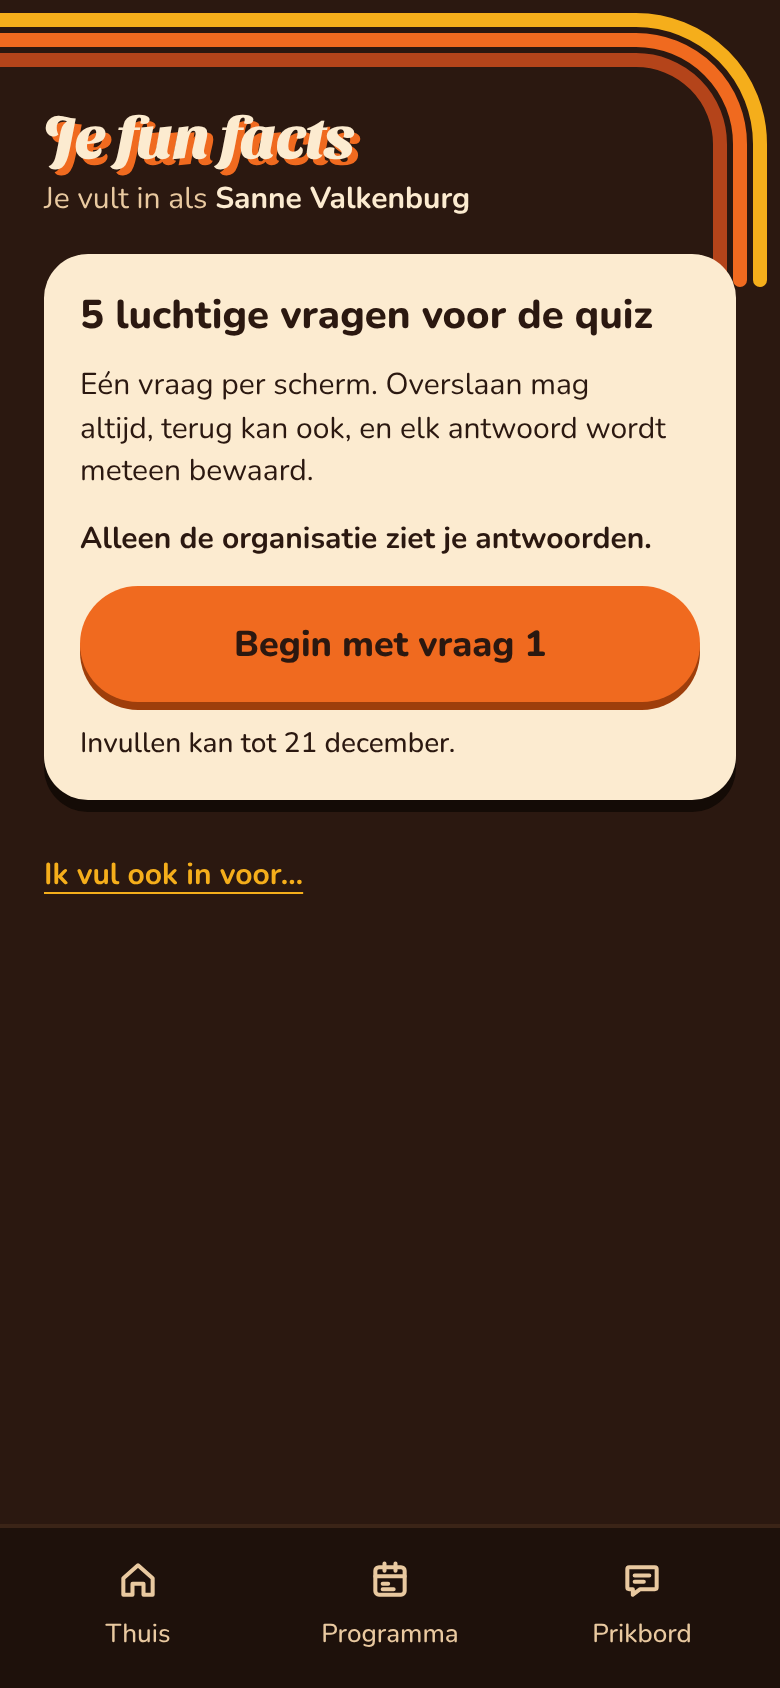 Je fun facts
Je vult in als Sanne Valkenburg
5 luchtige vragen voor de quiz
Eén vraag per scherm. Overslaan mag
altijd, terug kan ook, en elk antwoord wordt
meteen bewaard.
Alleen de organisatie ziet je antwoorden.
Begin met vraag 1
Invullen kan tot 21 december.
Ik vul ook in voor...
Thuis
Programma
Prikbord